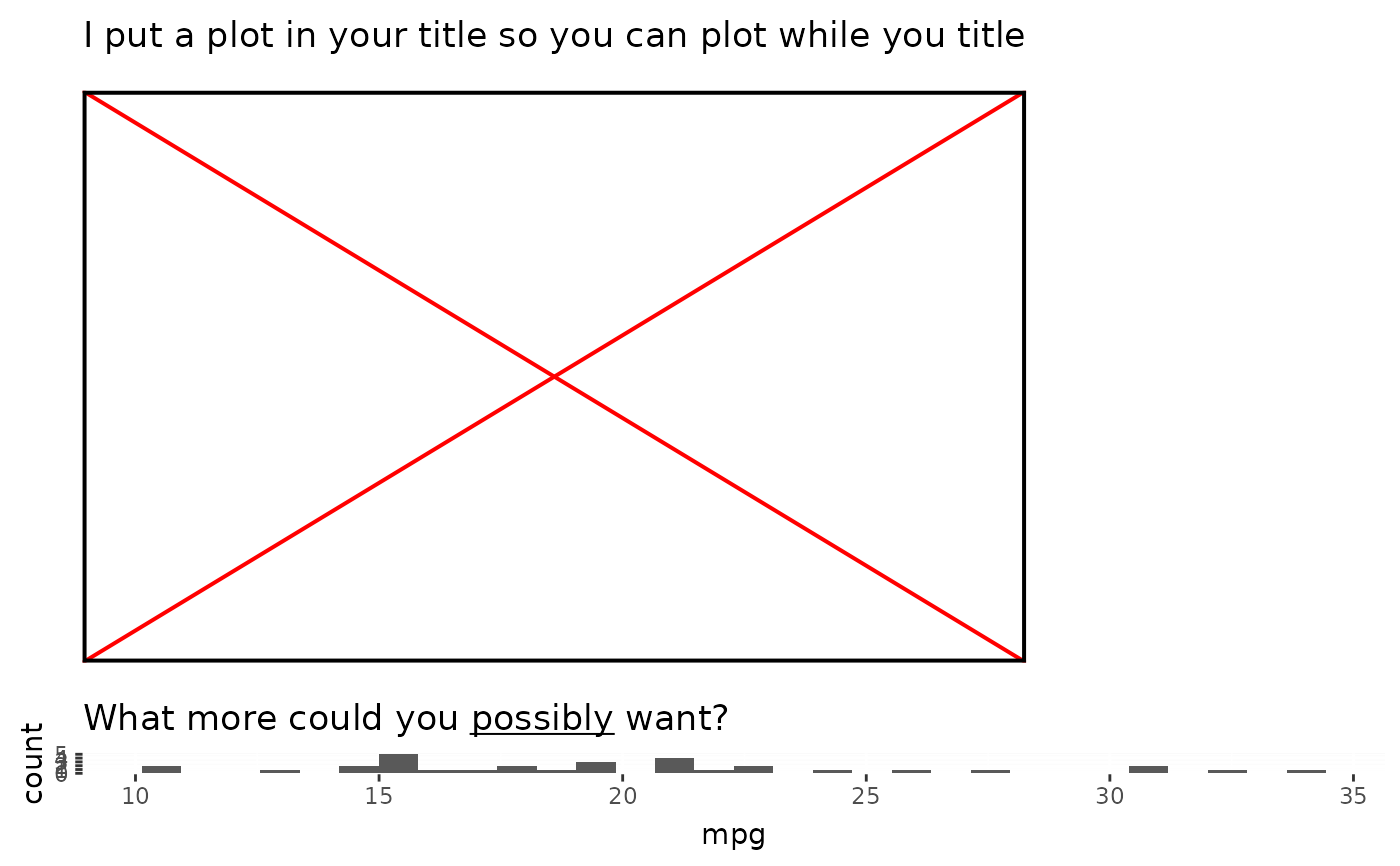 I put a plot in your title so you can plot while you title
What more could you possibly want?
count
10 15 20 25 30 35
mpg